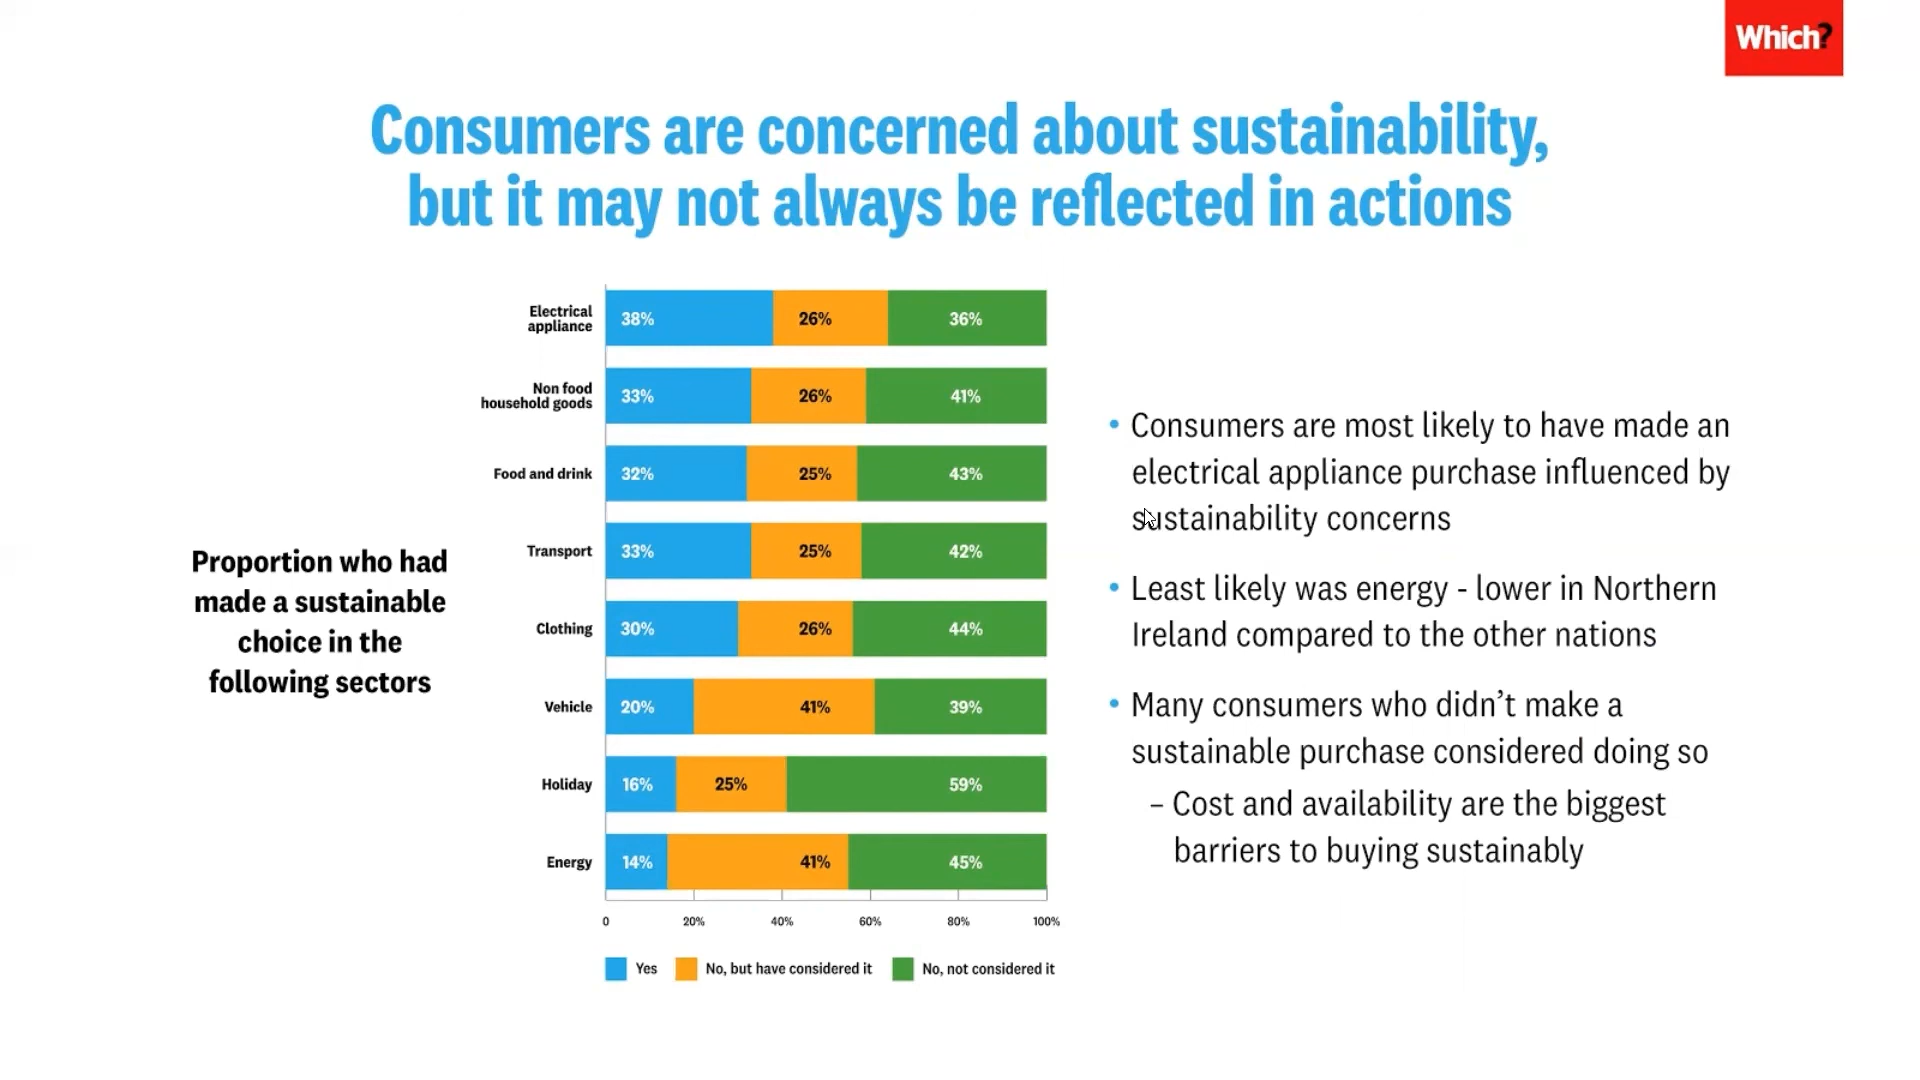 Which?
Consumers are concerned about sustainability,
but it may not always be reflected in actions
Proportion who had
made a sustainable
choice in the
following sectors
Electrical
appliance
38% 26% 36%
Non food
household goods
33% 26% 41%
Food and drink 32% 25% 43%
Transport 33% 25% 42%
Clothing 30% 26% 44%
Vehicle 20% 41% 39%
Holiday 16% 25% 59%
Energy 14% 41% 45%
0 20% 40% 60% 80% 100%
Yes No, but have considered it No, not considered it
• Consumers are most likely to have made an
electrical appliance purchase influenced by
sustainability concerns
• Least likely was energy - lower in Northern
Ireland compared to the other nations
• Many consumers who didn’t make a
sustainable purchase considered doing so
– Cost and availability are the biggest
barriers to buying sustainably